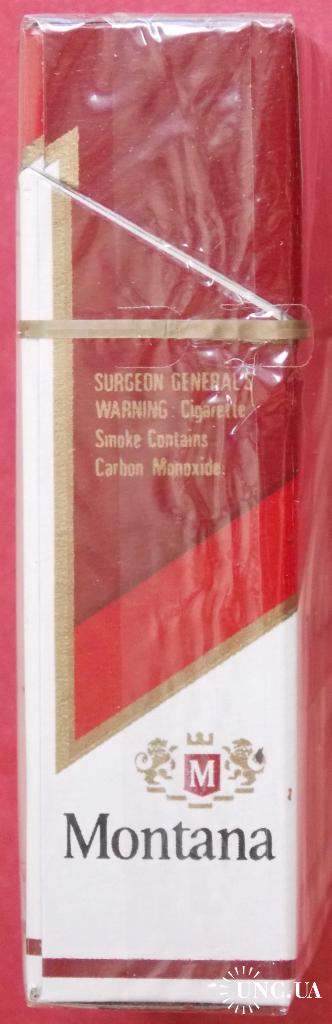 SURGEON GENERAL'S
WARNING: Cigarette
Smoke Contains
Carbon Monoxide.
M
Montana
UNC.UA